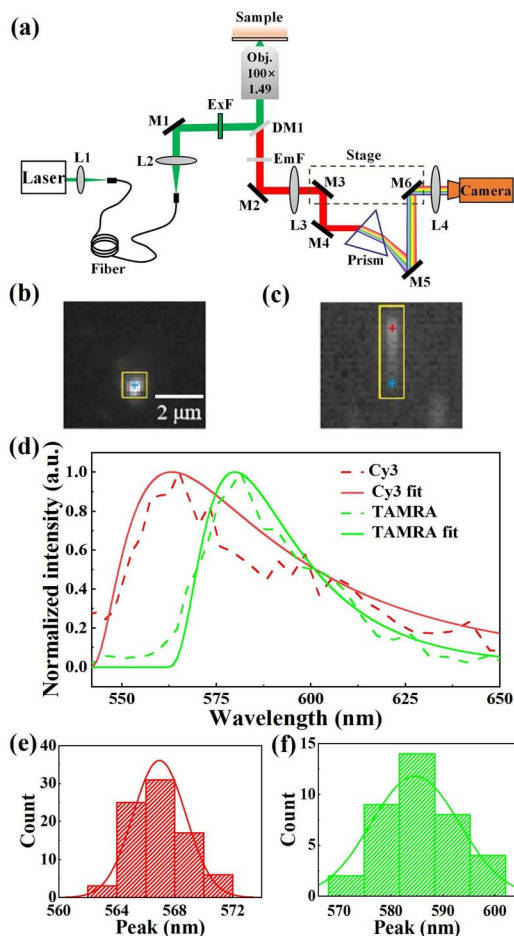 (a)
Sample
Obj.
100×
1.49
ExF
M1
DM1
L2
EmF
Stage
Laser
L1
M3
M6
Camera
M2
L3
L4
M4
Prism
M5
Fiber
(b)
(c)
2 μm
(d)
Normalized intensity (a.u.)
1.0
0.8
0.6
0.4
0.2
0.0
Cy3
Cy3 fit
TAMRA
TAMRA fit
550 575 600 625 650
Wavelength (nm)
(e)
Count
40
30
20
10
0
560 564 568 572
Peak (nm)
(f)
Count
15
10
5
0
570 580 590 600
Peak (nm)